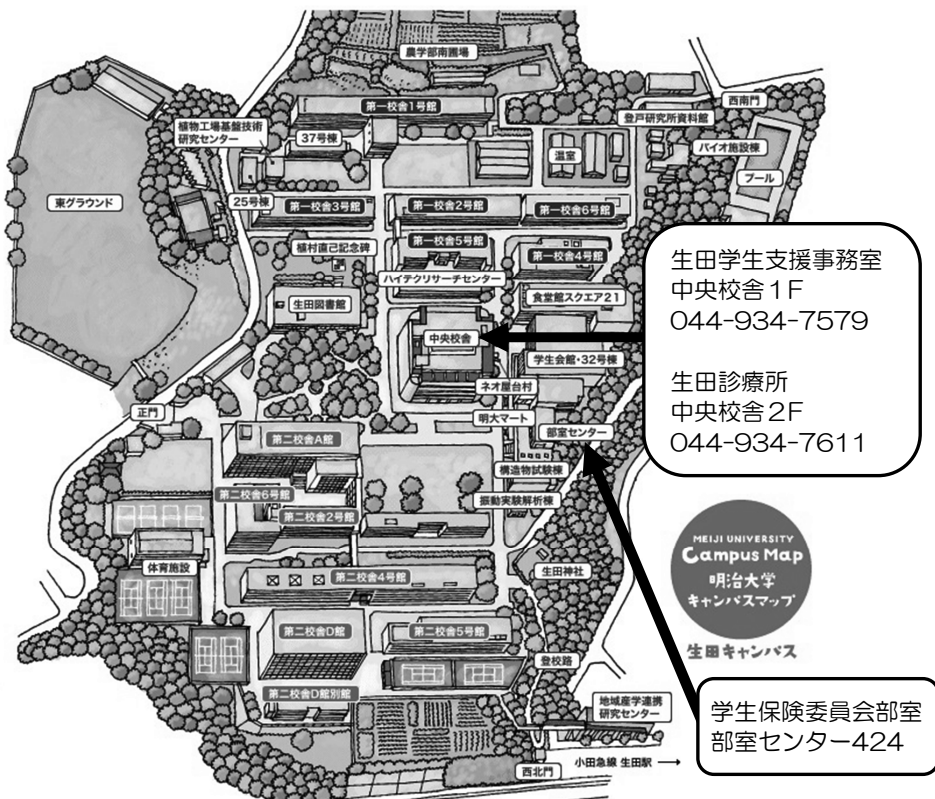 農学部南圃場
第一校舎1号館
西南門
登戸研究所資料館
植物工場基盤技術
研究センター
37号棟
温室
バイオ施設棟
プール
東グラウンド
25号棟
第一校舎3号館
第一校舎2号館
第一校舎6号館
植村直己記念碑
第一校舎5号館
第一校舎4号館
ハイテクリサーチセンター
生田図書館
食堂館スクエア21
中央校舎
学生会館・32号棟
生田学生支援事務室
中央校舎1F
044-934-7579
生田診療所
中央校舎2F
044-934-7611
ネオ屋台村
正門
明大マート
部室センター
第二校舎A館
構造物試験棟
第二校舎6号館
振動実験解析棟
第二校舎2号館
MEIJI UNIVERSITY
Campus Map
明治大学
キャンパスマップ
生田キャンパス
体育施設
第二校舎4号館
生田神社
第二校舎D館
第二校舎5号館
登校路
第二校舎D館別館
地域産学連携
研究センター
学生保険委員会部室
部室センター424
西北門
小田急線 生田駅 →